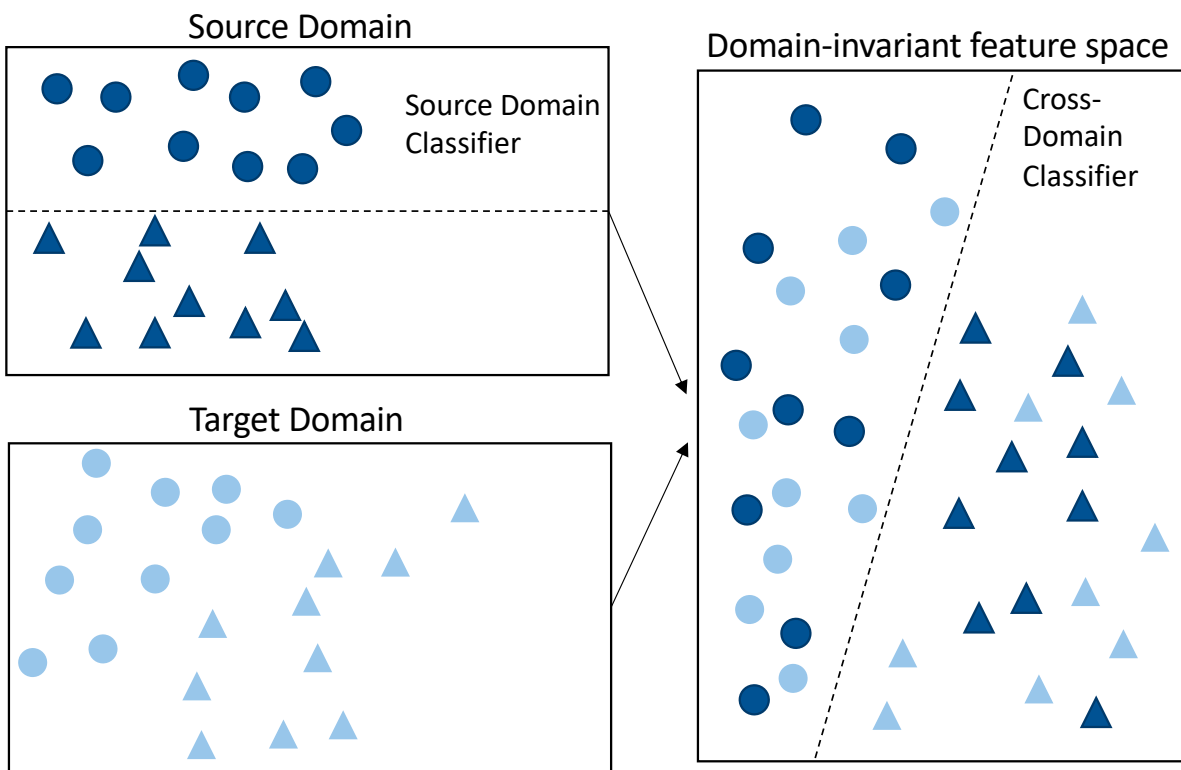 Source Domain
Source Domain
Classifier
Target Domain
Domain-invariant feature space
Cross-
Domain
Classifier